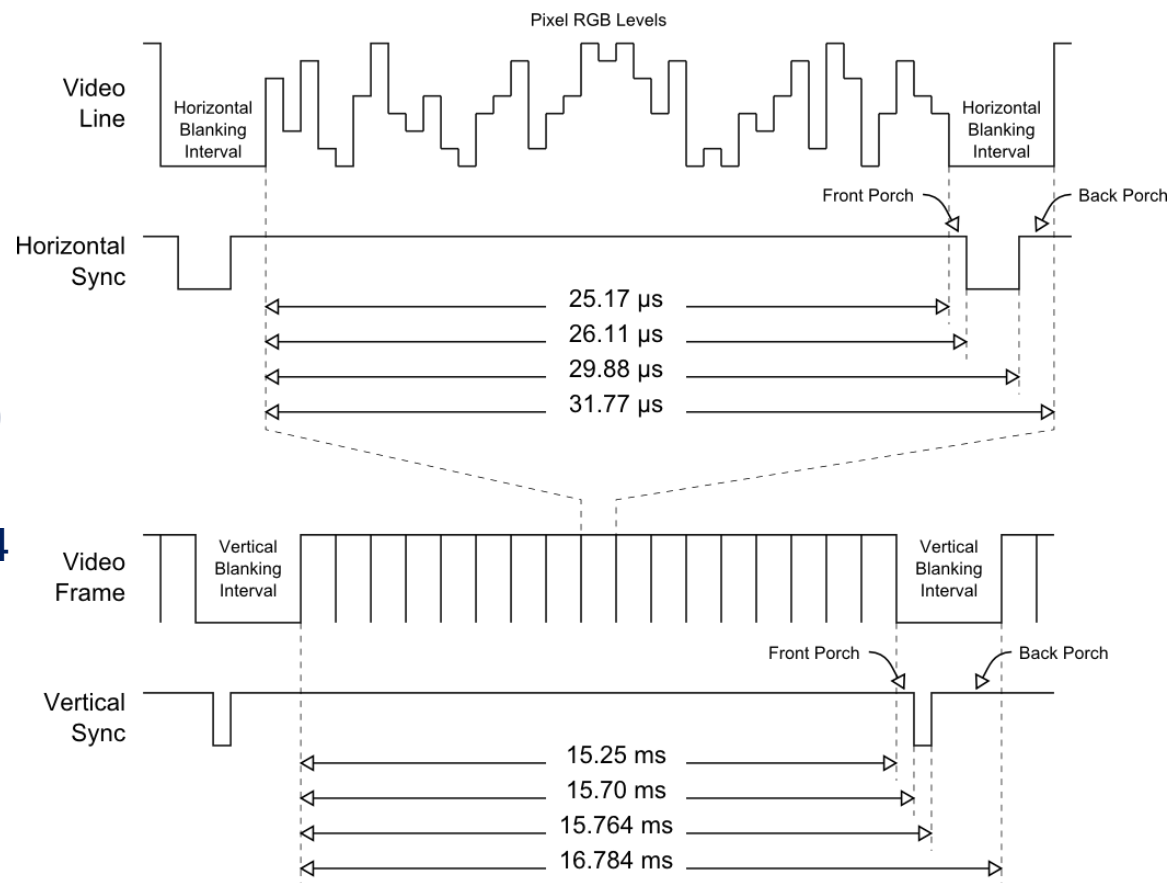 Pixel RGB Levels
Video
Line
Horizontal
Blanking
Interval
Horizontal
Blanking
Interval
Front Porch
Back Porch
Horizontal
Sync
25.17 µs
26.11 µs
29.88 µs
31.77 µs
4
Video
Frame
Vertical
Blanking
Interval
Vertical
Blanking
Interval
Front Porch
Back Porch
Vertical
Sync
15.25 ms
15.70 ms
15.764 ms
16.784 ms